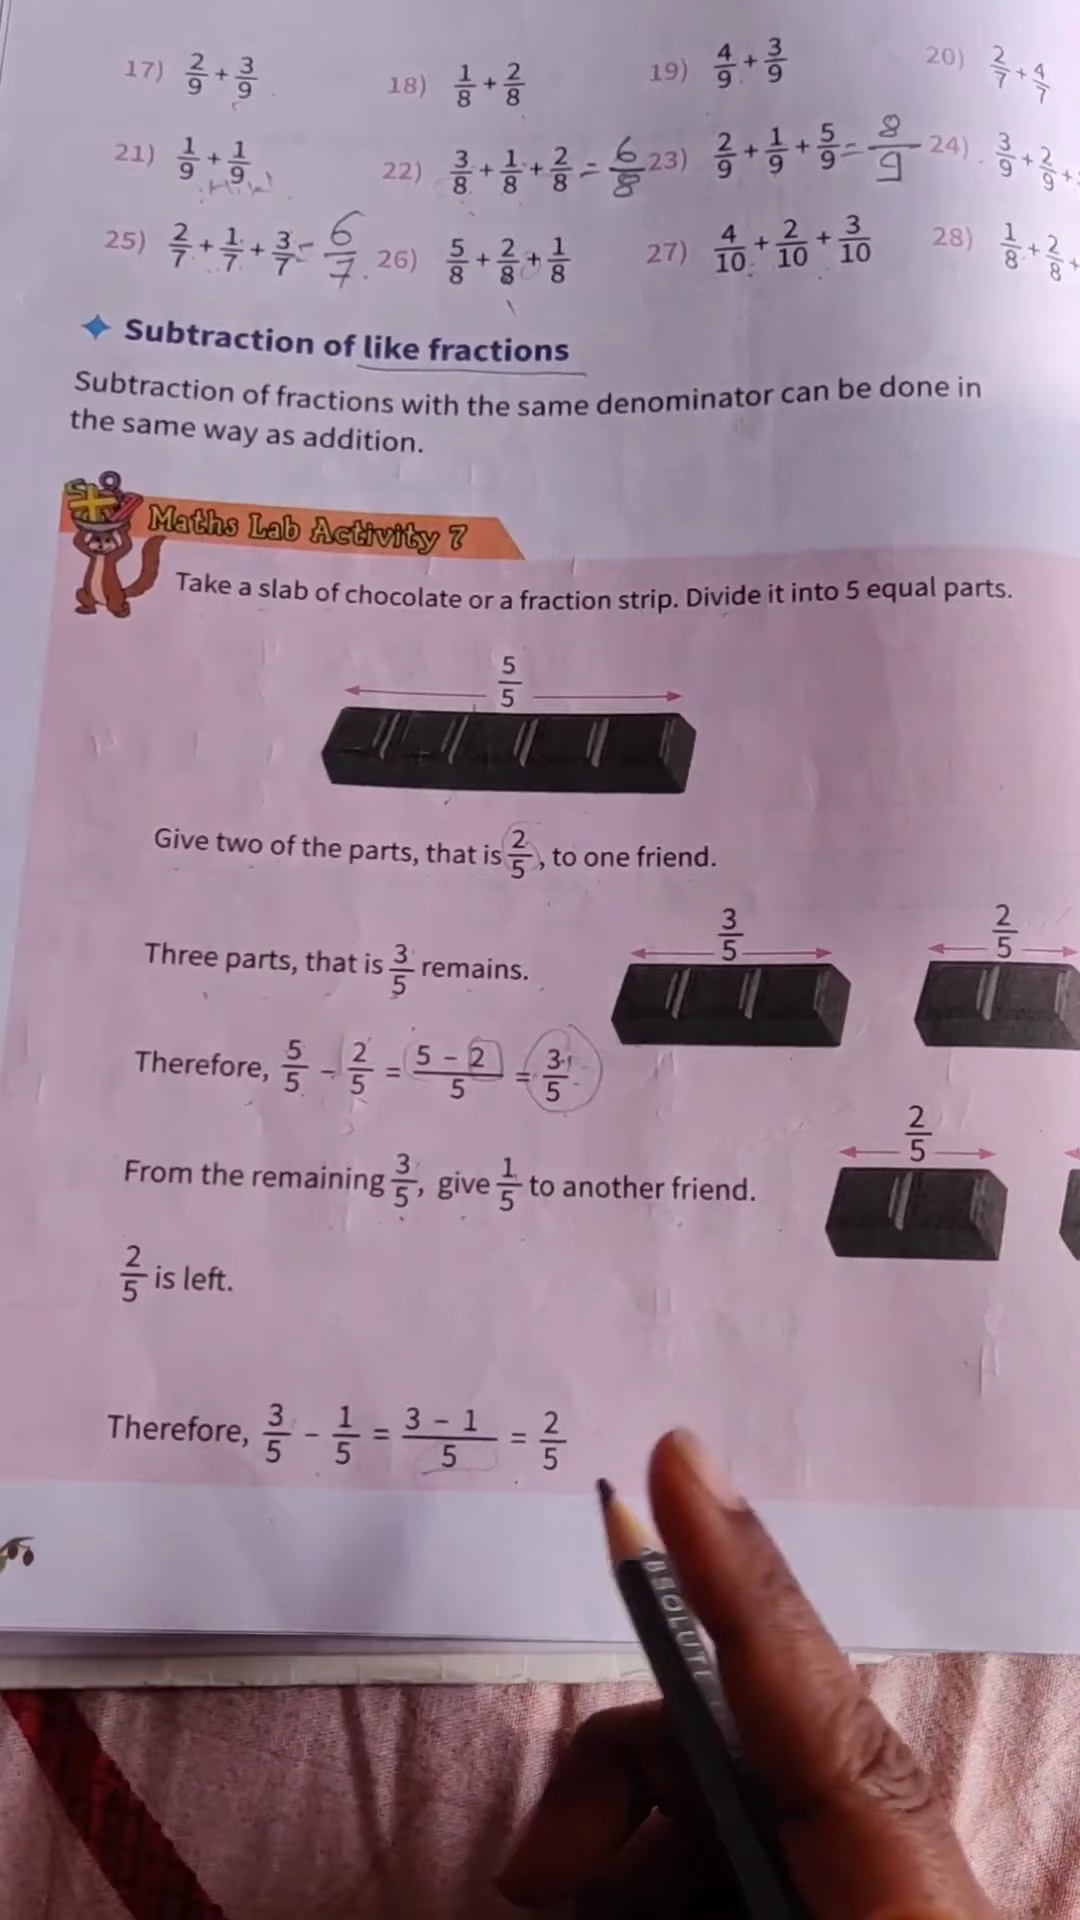 17) 2/9 + 3/9 18) 1/8 + 2/8 19) 4/9 + 3/9 20) 2/7 + 4/7
21) 1/9 + 1/9 22) 3/8 + 1/8 + 2/8 = 6/8 23) 2/9 + 1/9 + 5/9 = 8/9 24) 3/9 + 2/9 +
25) 2/7 + 1/7 + 3/7 = 6/7 26) 5/8 + 2/8 + 1/8 27) 4/10 + 2/10 + 3/10 28) 1/8 + 2/8 +
Subtraction of like fractions
Subtraction of fractions with the same denominator can be done in
the same way as addition.
Maths Lab Activity 7
Take a slab of chocolate or a fraction strip. Divide it into 5 equal parts.
5/5
Give two of the parts, that is 2/5, to one friend.
3/5 2/5
Three parts, that is 3/5 remains.
Therefore, 5/5 - 2/5 = 5 - 2/5 = 3/5
2/5
From the remaining 3/5, give 1/5 to another friend.
2/5 is left.
Therefore, 3/5 - 1/5 = 3 - 1/5 = 2/5
ABSOLUTE